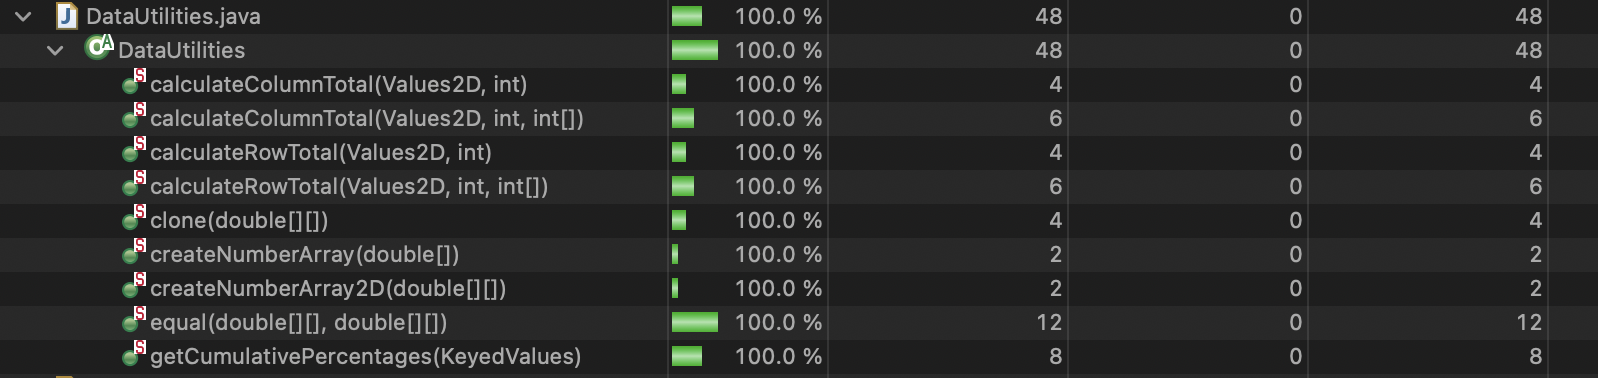 DataUtilities.java 100.0 % 48 0 48
DataUtilities 100.0 % 48 0 48
calculateColumnTotal(Values2D, int) 100.0 % 4 0 4
calculateColumnTotal(Values2D, int, int[]) 100.0 % 6 0 6
calculateRowTotal(Values2D, int) 100.0 % 4 0 4
calculateRowTotal(Values2D, int, int[]) 100.0 % 6 0 6
clone(double[][]) 100.0 % 4 0 4
createNumberArray(double[]) 100.0 % 2 0 2
createNumberArray2D(double[][]) 100.0 % 2 0 2
equal(double[][], double[][]) 100.0 % 12 0 12
getCumulativePercentages(KeyedValues) 100.0 % 8 0 8